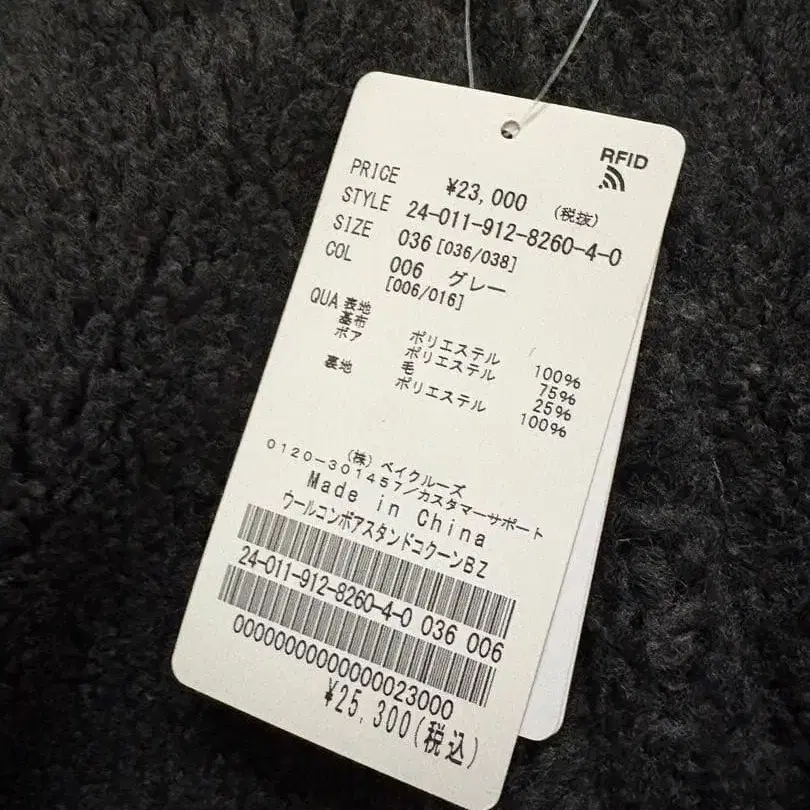 RFID
PRICE ¥23,000 (税抜)
STYLE 24-011-912-8260-4-0
SIZE 036 [036/038]
COL 006 グレー
[006/016]
QUA 表地
基布 ポリエステル 100%
ボア ポリエステル 75%
毛 25%
裏地 ポリエステル 100%
(株) ベイクルーズ
0120-301457/カスタマーサポート
Made in China
ウールコンボアスタンドコクーンBZ
24-011-912-8260-4-0 036 006
0000000000000023000
¥25,300(税込)